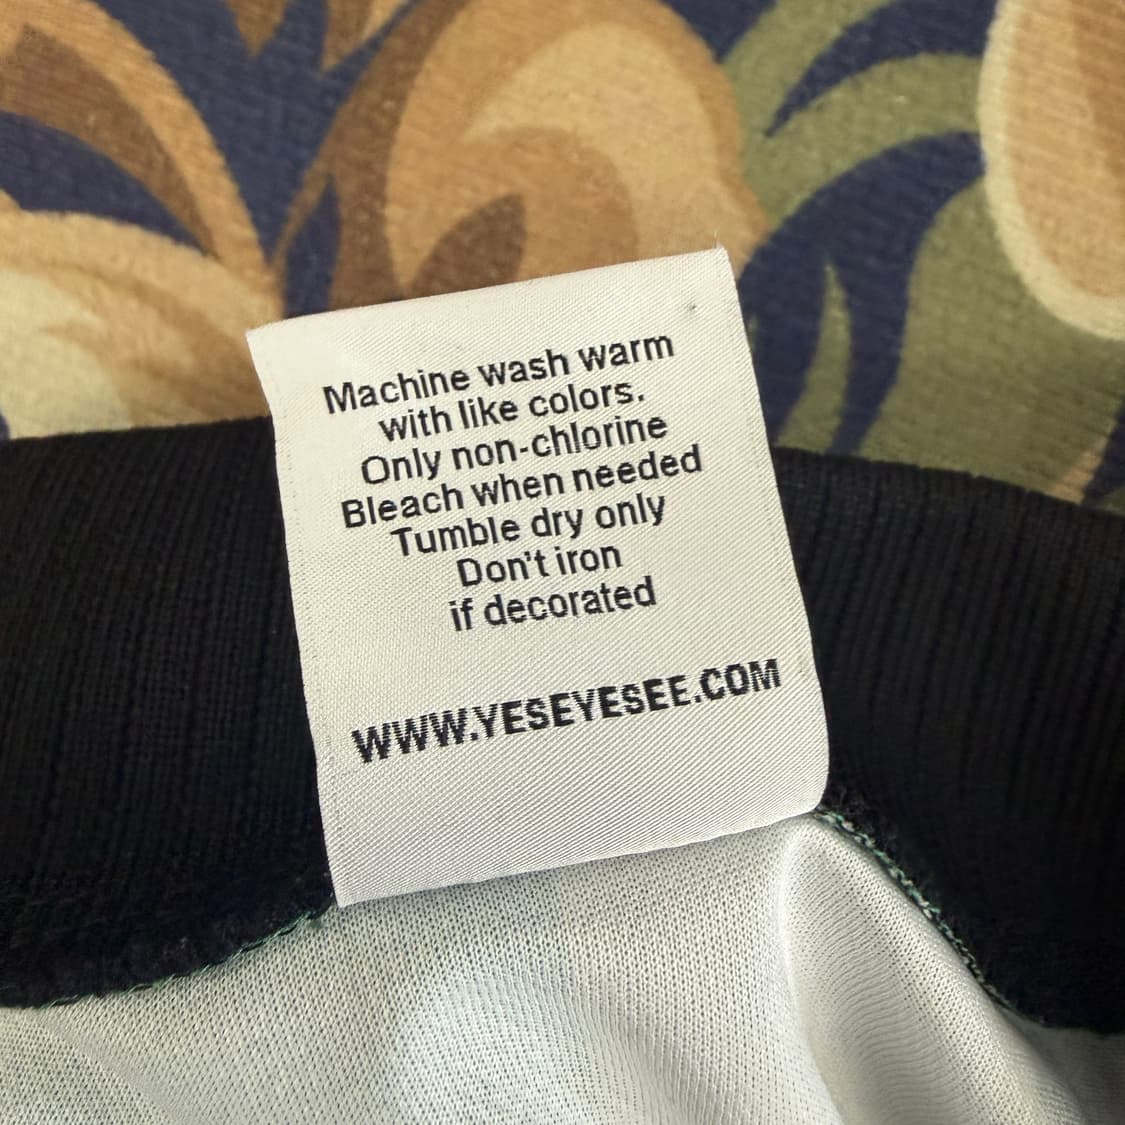 Machine wash warm
with like colors.
Only non-chlorine
Bleach when needed
Tumble dry only
Don't iron
if decorated
WWW.YESEYESEE.COM